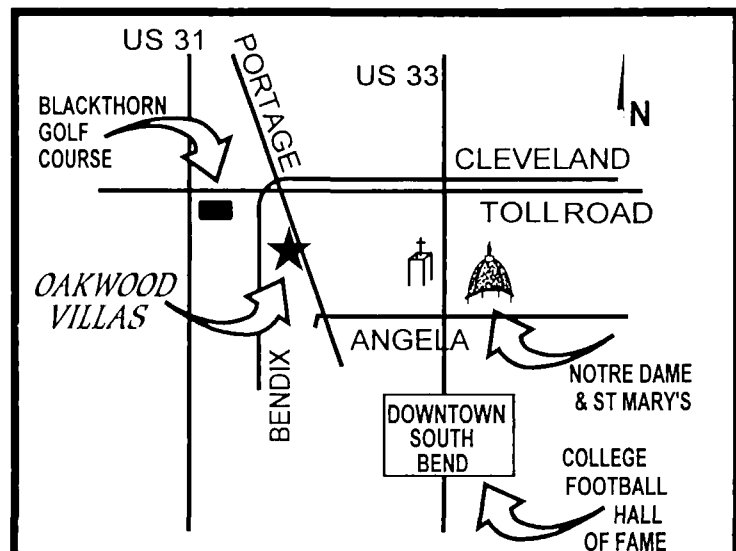 US 31
PORTAGE
US 33
BLACKTHORN
GOLF
COURSE
N
CLEVELAND
TOLLROAD
OAKWOOD
VILLAS
ANGELA
BENDIX
NOTRE DAME
& ST MARY'S
DOWNTOWN
SOUTH
BEND
COLLEGE
FOOTBALL
HALL
OF FAME